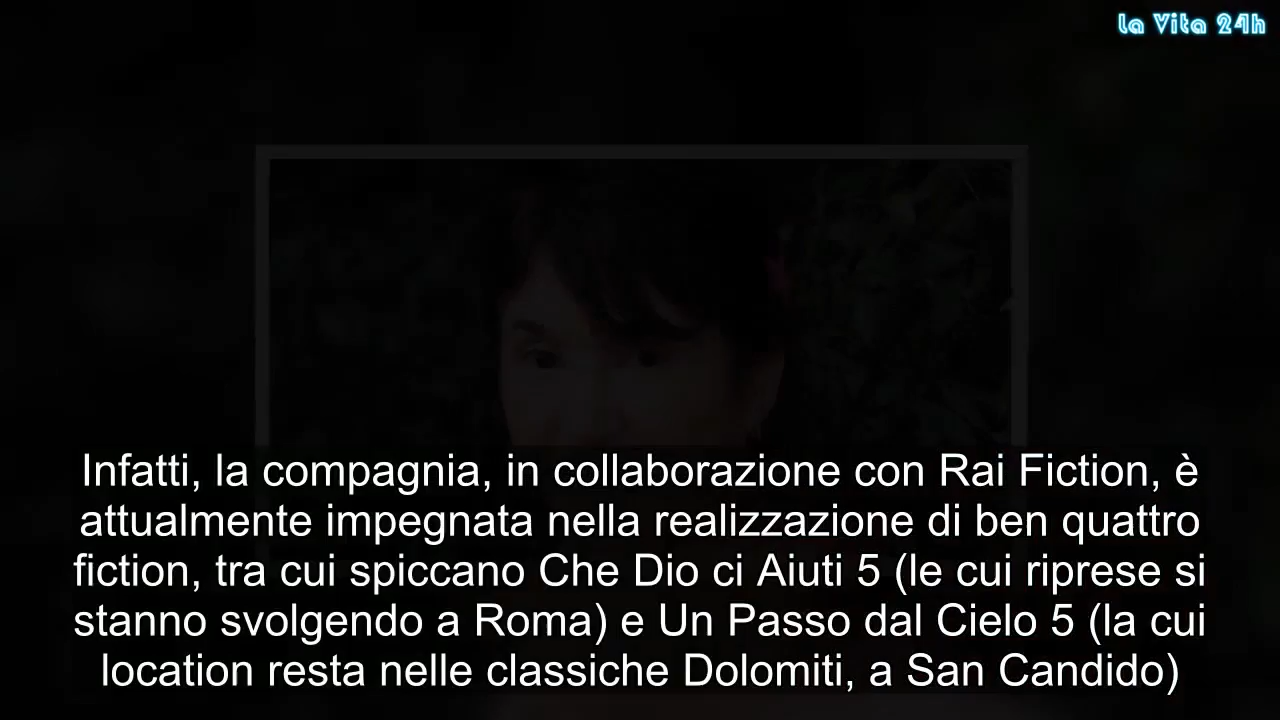 La Vita 24h
Infatti, la compagnia, in collaborazione con Rai Fiction, è
attualmente impegnata nella realizzazione di ben quattro
fiction, tra cui spiccano Che Dio ci Aiuti 5 (le cui riprese si
stanno svolgendo a Roma) e Un Passo dal Cielo 5 (la cui
location resta nelle classiche Dolomiti, a San Candido)